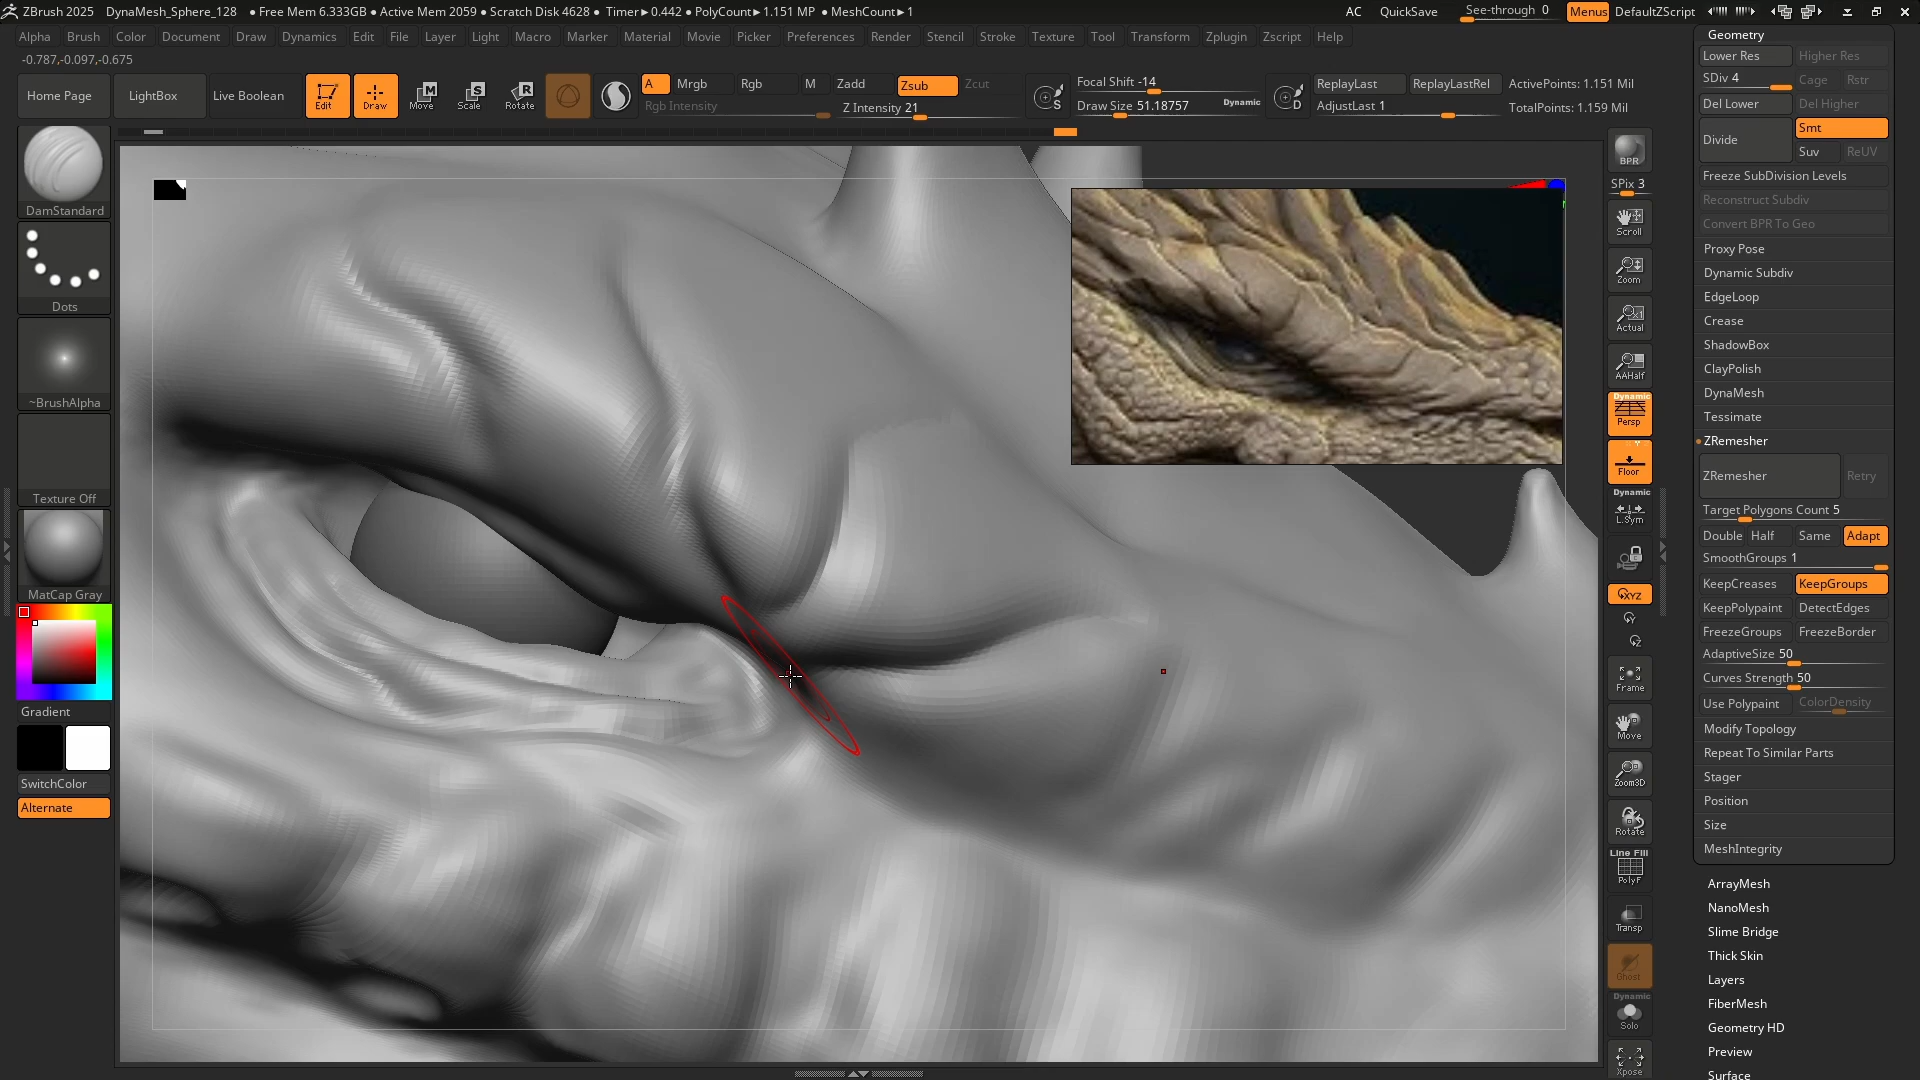 ZBrush 2025 DynaMesh_Sphere_128 ● Free Mem 6.333GB ● Active Mem 2059 ● Scratch Disk 4628 ● Timer▸0.442 ● PolyCount▸1.151 MP ● MeshCount▸1 AC QuickSave See-through 0 Menus DefaultZScript
Alpha Brush Color Document Draw Dynamics Edit File Layer Light Macro Marker Material Movie Picker Preferences Render Stencil Stroke Texture Tool Transform Zplugin Zscript Help
-0.787,-0.097,-0.675
Home Page LightBox Live Boolean Edit Draw Move Scale Rotate
A Mrgb Rgb M Zadd Zsub Zcut
Rgb Intensity Z Intensity 21
Focal Shift -14
Draw Size 51.18757 Dynamic
ReplayLast ReplayLastRel ActivePoints: 1.151 Mil
AdjustLast 1 TotalPoints: 1.159 Mil
DamStandard
Dots
~BrushAlpha
Texture Off
MatCap Gray
Gradient
SwitchColor
Alternate
BPR
SPix 3
Scroll
Zoom
Actual
AAHalf
Dynamic
Persp
Floor
Dynamic
L.Sym
XYZ
Y
Z
Frame
Move
Zoom3D
Rotate
Line Fill
PolyF
Transp
Ghost
Dynamic
Solo
Xpose
Geometry
Lower Res Higher Res
SDiv 4 Cage Rstr
Del Lower Del Higher
Divide Smt
Suv ReUV
Freeze SubDivision Levels
Reconstruct Subdiv
Convert BPR To Geo
Proxy Pose
Dynamic Subdiv
EdgeLoop
Crease
ShadowBox
ClayPolish
DynaMesh
Tessimate
ZRemesher
ZRemesher Retry
Target Polygons Count 5
Double Half Same Adapt
SmoothGroups 1
KeepCreases KeepGroups
KeepPolypaint DetectEdges
FreezeGroups FreezeBorder
AdaptiveSize 50
Curves Strength 50
Use Polypaint ColorDensity
Modify Topology
Repeat To Similar Parts
Stager
Position
Size
MeshIntegrity
ArrayMesh
NanoMesh
Slime Bridge
Thick Skin
Layers
FiberMesh
Geometry HD
Preview
Surface